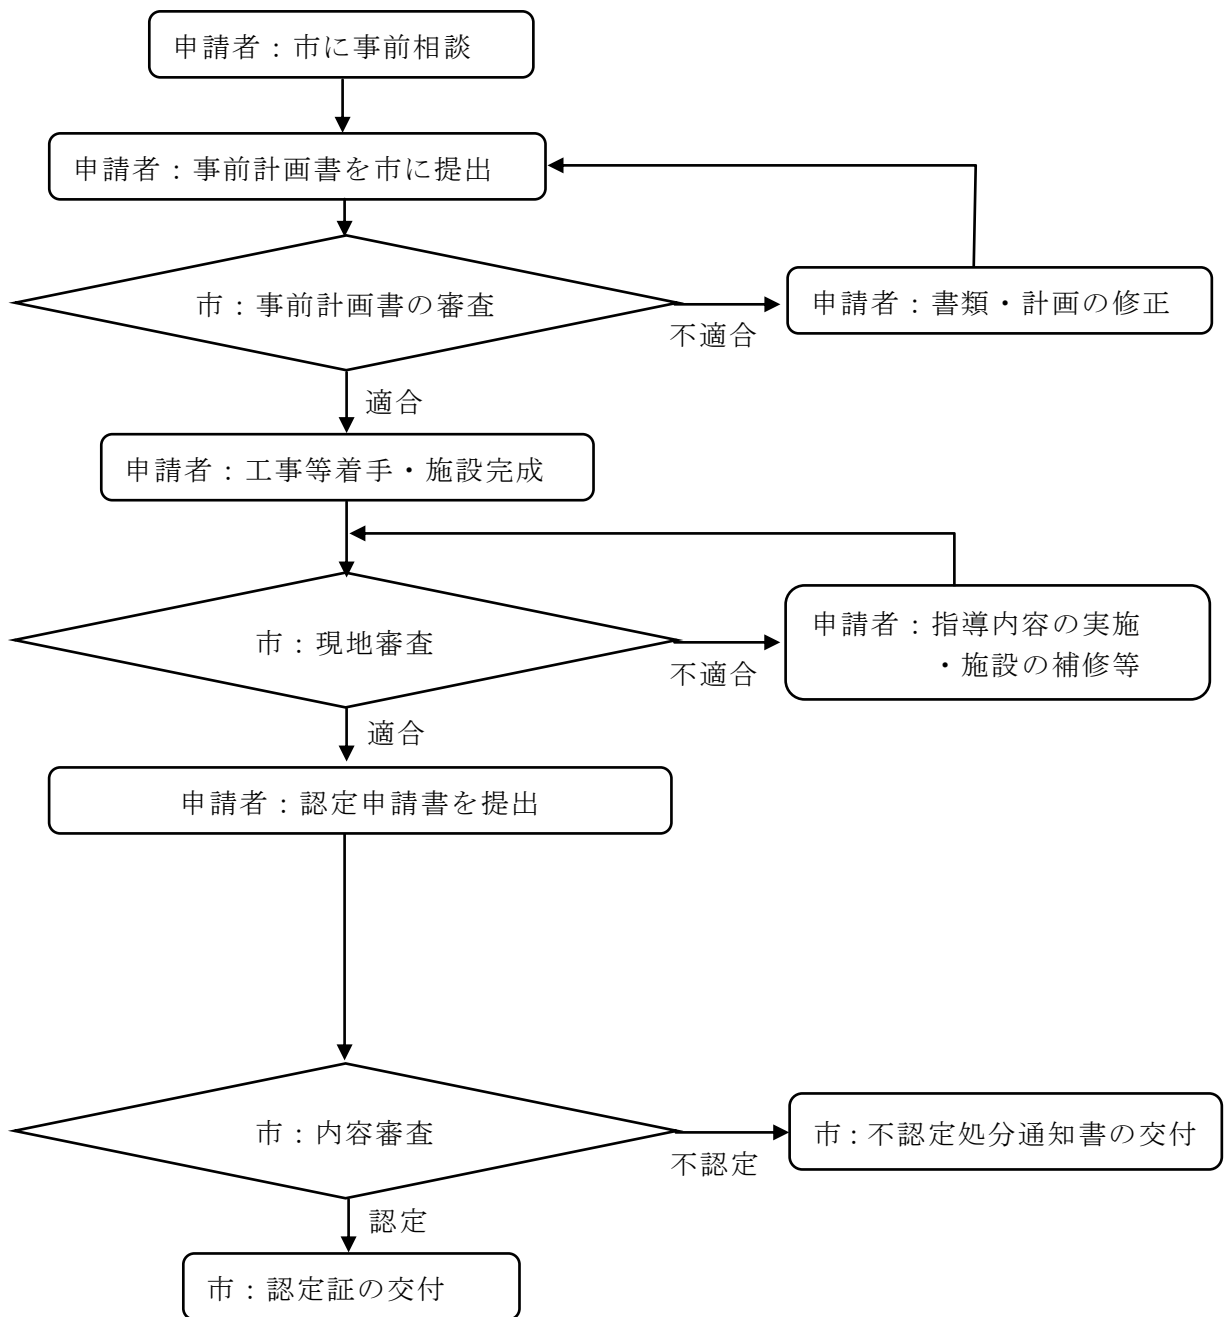 申請者：市に事前相談
申請者：事前計画書を市に提出
市：事前計画書の審査
不適合
申請者：書類・計画の修正
適合
申請者：工事等着手・施設完成
市：現地審査
不適合
申請者：指導内容の実施
・施設の補修等
適合
申請者：認定申請書を提出
市：内容審査
不認定
市：不認定処分通知書の交付
認定
市：認定証の交付